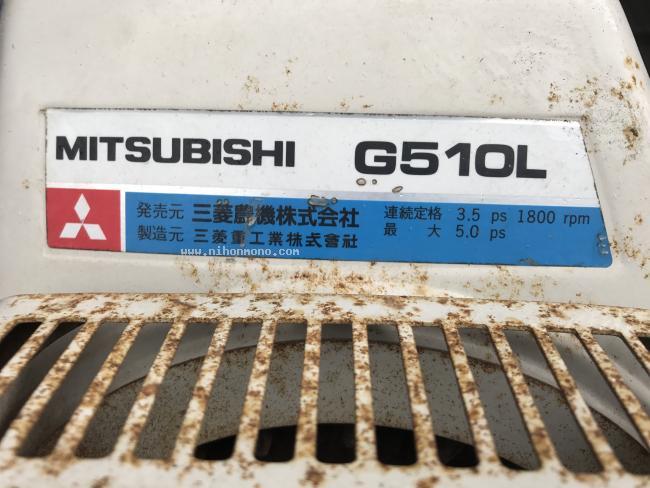 MITSUBISHI G510L
発売元 三菱農機株式会社 連続定格 3.5 ps 1800 rpm
製造元 三菱重工業株式會社 最 大 5.0 ps
www.nihonmono.com